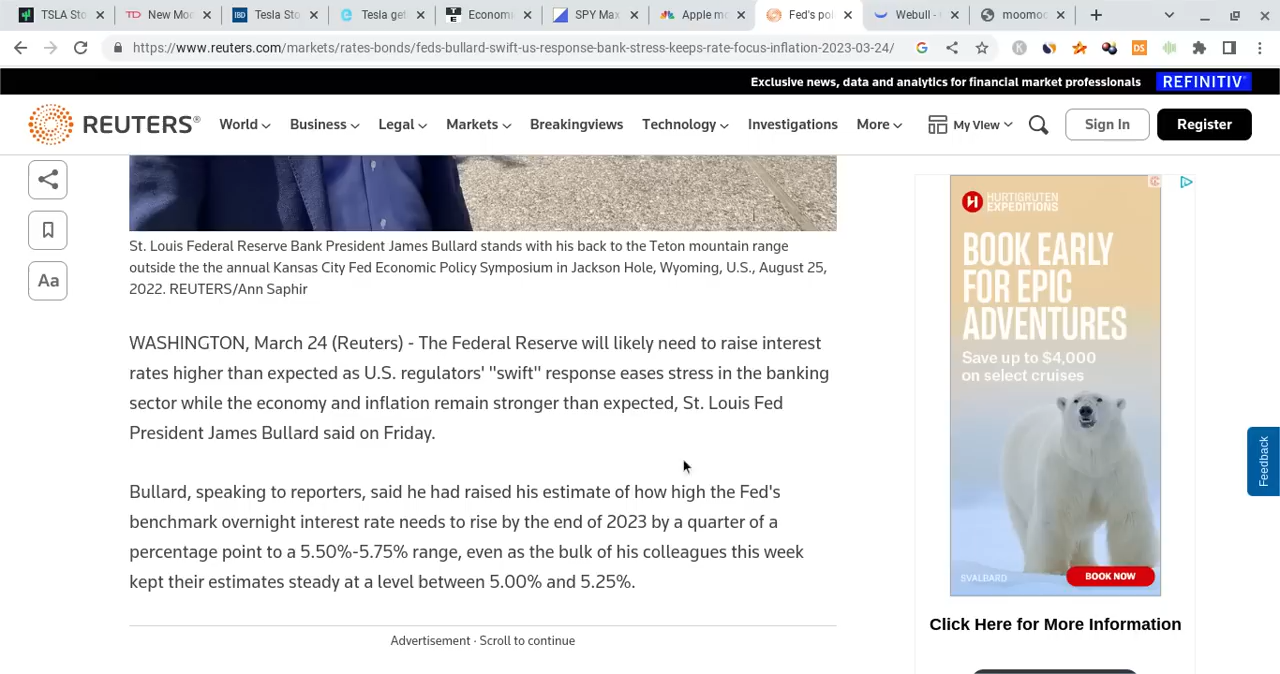 TSLA Sto
New Moe
Tesla Sto
Tesla get
Econom
SPY Max
Apple m
Fed's pol
Webull -
moomoo
https://www.reuters.com/markets/rates-bonds/feds-bullard-swift-us-response-bank-stress-keeps-rate-focus-inflation-2023-03-24/
Exclusive news, data and analytics for financial market professionals REFINITIV
REUTERS® World Business Legal Markets Breakingviews Technology Investigations More My View Sign In Register
Aa
St. Louis Federal Reserve Bank President James Bullard stands with his back to the Teton mountain range
outside the the annual Kansas City Fed Economic Policy Symposium in Jackson Hole, Wyoming, U.S., August 25,
2022. REUTERS/Ann Saphir
WASHINGTON, March 24 (Reuters) - The Federal Reserve will likely need to raise interest
rates higher than expected as U.S. regulators' "swift" response eases stress in the banking
sector while the economy and inflation remain stronger than expected, St. Louis Fed
President James Bullard said on Friday.
Bullard, speaking to reporters, said he had raised his estimate of how high the Fed's
benchmark overnight interest rate needs to rise by the end of 2023 by a quarter of a
percentage point to a 5.50%-5.75% range, even as the bulk of his colleagues this week
kept their estimates steady at a level between 5.00% and 5.25%.
Advertisement · Scroll to continue
HURTIGRUTEN
EXPEDITIONS
BOOK EARLY
FOR EPIC
ADVENTURES
Save up to $4,000
on select cruises
SVALBARD
BOOK NOW
Click Here for More Information
Feedback